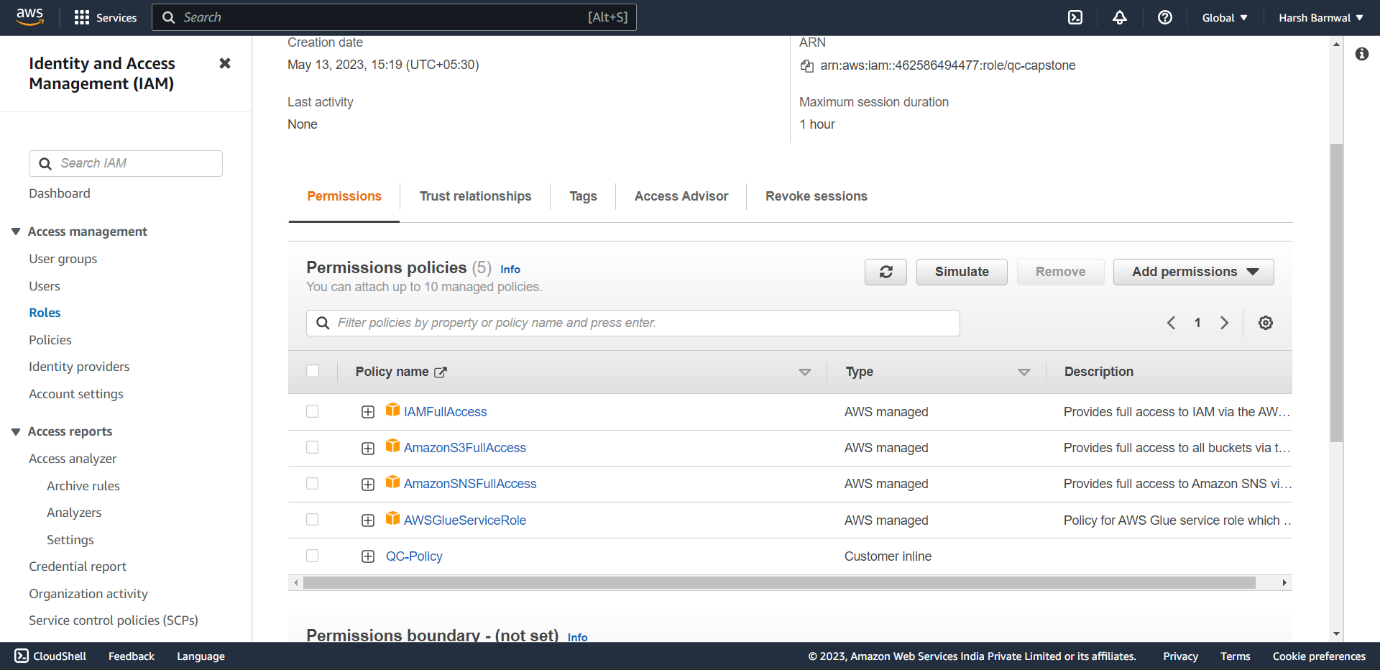 aws
Services
Search
[Alt+S]
Global ▼
Harsh Barnwal ▼
Identity and Access
Management (IAM)
Search IAM
Dashboard
Access management
User groups
Users
Roles
Policies
Identity providers
Account settings
Access reports
Access analyzer
Archive rules
Analyzers
Settings
Credential report
Organization activity
Service control policies (SCPs)
Creation date
May 13, 2023, 15:19 (UTC+05:30)
Last activity
None
ARN
arn:aws:iam::462586494477:role/qc-capstone
Maximum session duration
1 hour
Permissions
Trust relationships
Tags
Access Advisor
Revoke sessions
Permissions policies (5) Info
You can attach up to 10 managed policies.
Simulate
Remove
Add permissions
Filter policies by property or policy name and press enter.
1
Policy name
Type
Description
IAMFullAccess
AWS managed
Provides full access to IAM via the AW…
AmazonS3FullAccess
AWS managed
Provides full access to all buckets via t…
AmazonSNSFullAccess
AWS managed
Provides full access to Amazon SNS vi…
AWSGlueServiceRole
AWS managed
Policy for AWS Glue service role which …
QC-Policy
Customer inline
Permissions boundary - (not set) Info
CloudShell
Feedback
Language
© 2023, Amazon Web Services India Private Limited or its affiliates.
Privacy
Terms
Cookie preferences